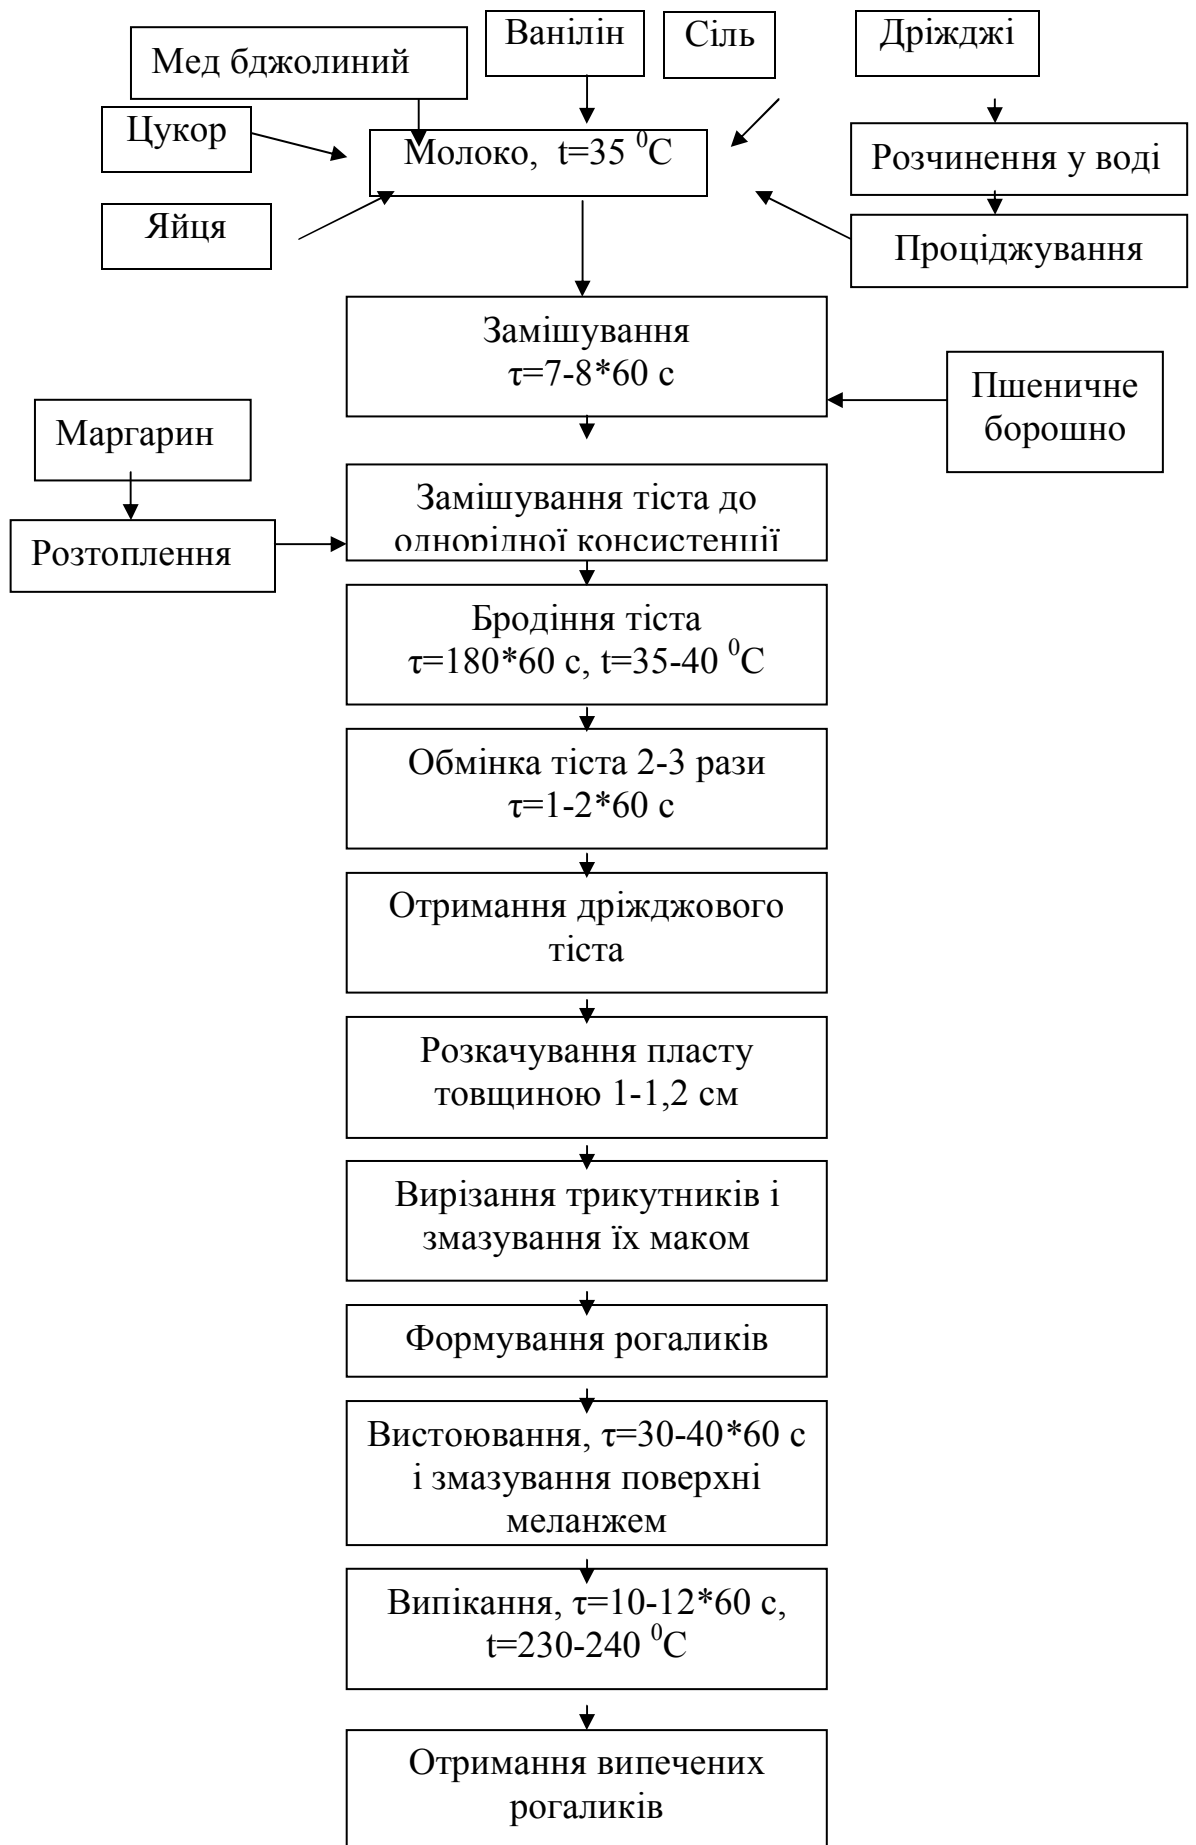 Ванілін
Сіль
Дріжджі
Мед бджолиний
Цукор
Молоко, t=35 ⁰С
Розчинення у воді
Яйця
Проціджування
Замішування
τ=7-8*60 с
Пшеничне
борошно
Маргарин
Розтоплення
Замішування тіста до
однорідної консистенції
Бродіння тіста
τ=180*60 с, t=35-40 ⁰С
Обмінка тіста 2-3 рази
τ=1-2*60 с
Отримання дріжджового
тіста
Розкачування пласту
товщиною 1-1,2 см
Вирізання трикутників і
змазування їх маком
Формування рогаликів
Вистоювання, τ=30-40*60 с
і змазування поверхні
меланжем
Випікання, τ=10-12*60 с,
t=230-240 ⁰С
Отримання випечених
рогаликів